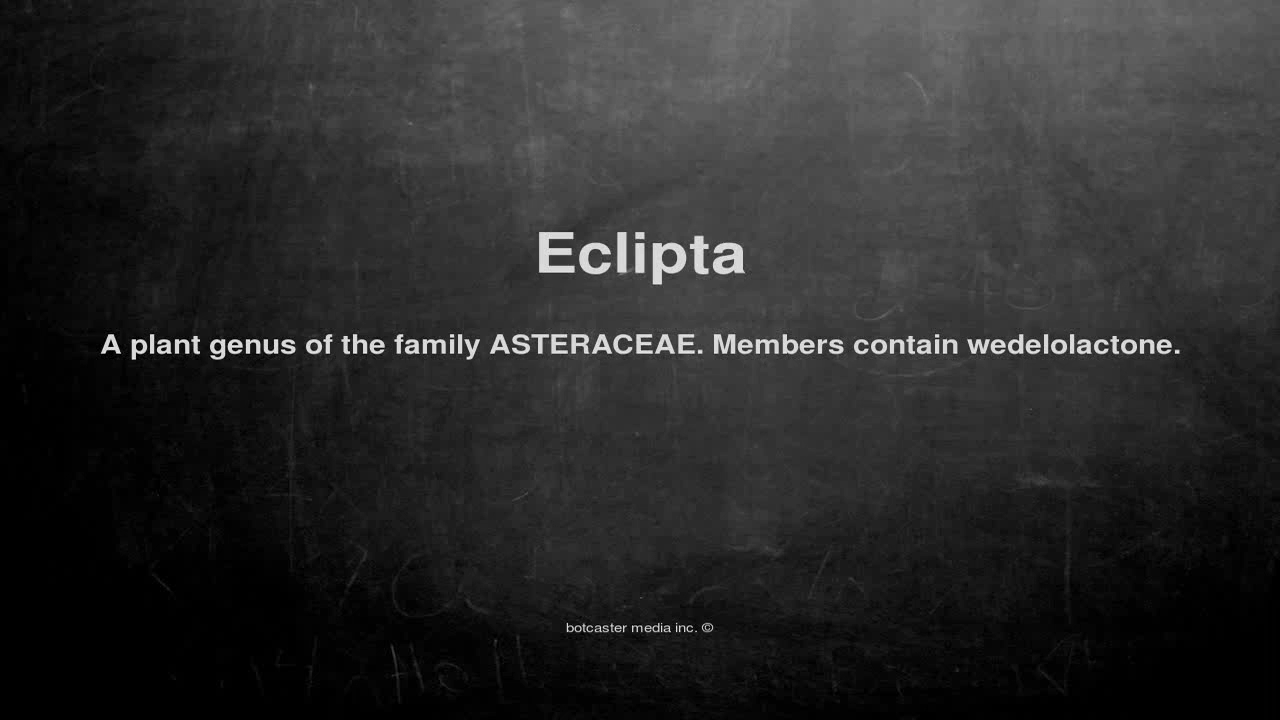 Eclipta
A plant genus of the family ASTERACEAE. Members contain wedelolactone.
botcaster media inc. ©